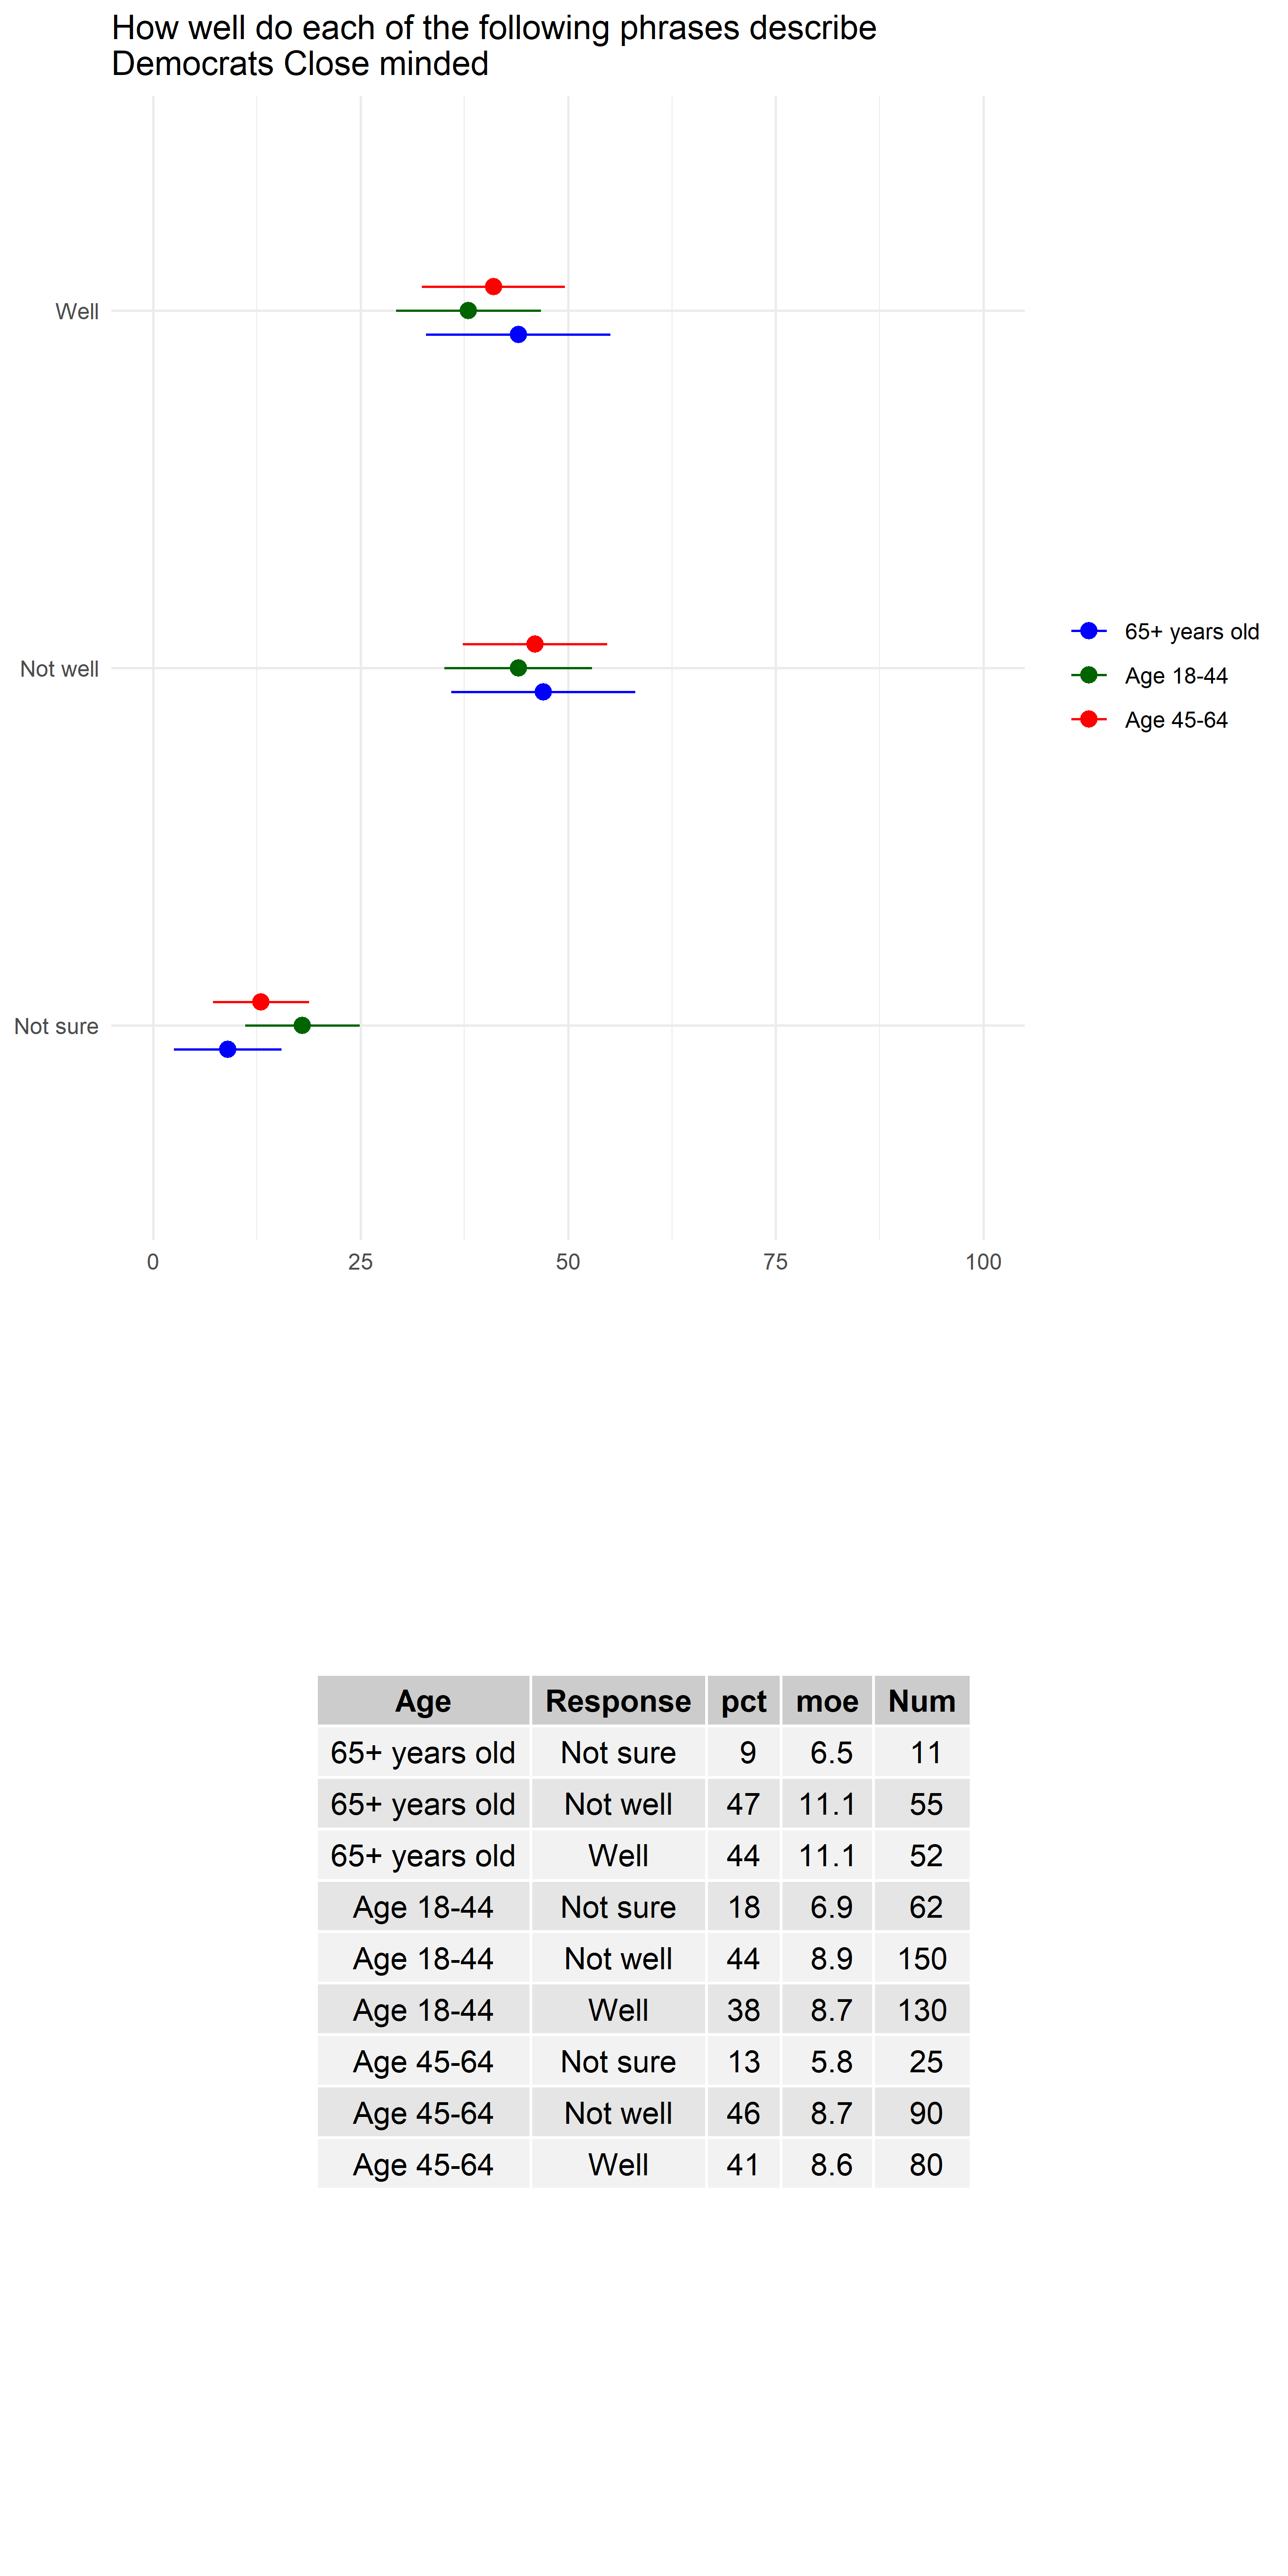 How well do each of the following phrases describe
Democrats Close minded
Well
Not well
Not sure
0 25 50 75 100
65+ years old
Age 18-44
Age 45-64
Age Response pct moe Num
65+ years old Not sure 9 6.5 11
65+ years old Not well 47 11.1 55
65+ years old Well 44 11.1 52
Age 18-44 Not sure 18 6.9 62
Age 18-44 Not well 44 8.9 150
Age 18-44 Well 38 8.7 130
Age 45-64 Not sure 13 5.8 25
Age 45-64 Not well 46 8.7 90
Age 45-64 Well 41 8.6 80